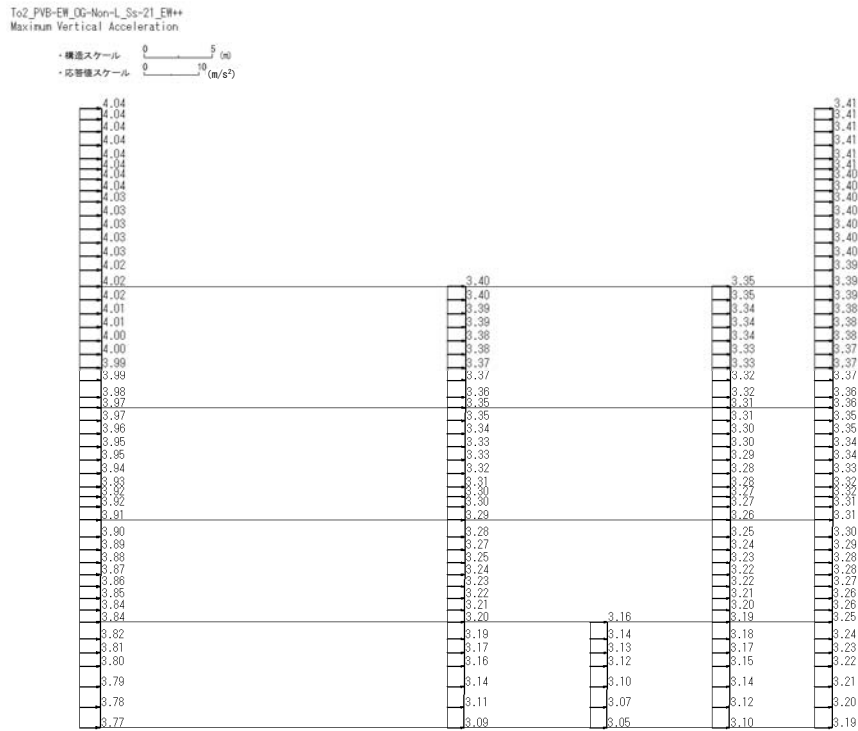 To2_PVB-EW_OG-Non-L_Ss-21_EW++
Maximum Vertical Acceleration
・構造スケール 0 5 (m)
・応答値スケール 0 10 (m/s²)
4.04 3.41
4.04 3.41
4.04 3.41
4.04 3.41
4.04 3.41
4.04 3.41
4.04 3.40
4.04 3.40
4.03 3.40
4.03 3.40
4.03 3.40
4.03 3.40
4.03 3.40
4.02 3.39
4.02 3.40 3.35 3.39
4.02 3.40 3.35 3.39
4.01 3.39 3.34 3.38
4.01 3.39 3.34 3.38
4.00 3.38 3.34 3.38
4.00 3.38 3.33 3.37
3.99 3.37 3.33 3.37
3.99 3.37 3.32 3.37
3.98 3.36 3.32 3.36
3.97 3.35 3.31 3.36
3.97 3.35 3.31 3.35
3.96 3.34 3.30 3.35
3.95 3.33 3.30 3.34
3.95 3.33 3.29 3.34
3.94 3.32 3.28 3.33
3.93 3.31 3.28 3.32
3.92 3.30 3.27 3.32
3.92 3.30 3.27 3.31
3.91 3.29 3.26 3.31
3.90 3.28 3.25 3.30
3.89 3.27 3.24 3.29
3.88 3.25 3.23 3.28
3.87 3.24 3.22 3.28
3.86 3.23 3.22 3.27
3.85 3.22 3.21 3.26
3.84 3.21 3.20 3.26
3.84 3.20 3.16 3.19 3.25
3.82 3.19 3.14 3.18 3.24
3.81 3.17 3.13 3.17 3.23
3.80 3.16 3.12 3.15 3.22
3.79 3.14 3.10 3.14 3.21
3.78 3.11 3.07 3.12 3.20
3.77 3.09 3.05 3.10 3.19